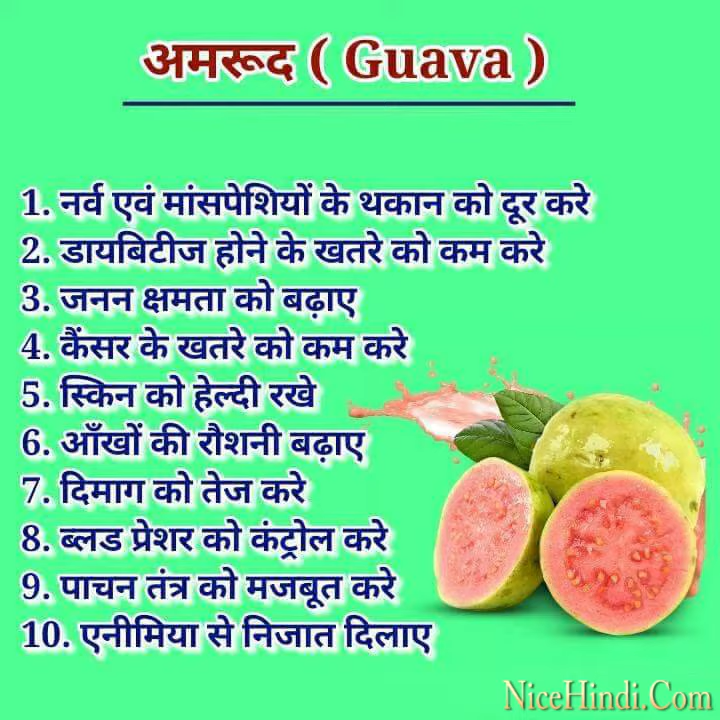 अमरूद ( Guava )
1. नर्व एवं मांसपेशियों के थकान को दूर करे
2. डायबिटीज होने के खतरे को कम करे
3. जनन क्षमता को बढ़ाए
4. कैंसर के खतरे को कम करे
5. स्किन को हेल्दी रखे
6. आँखों की रौशनी बढ़ाए
7. दिमाग को तेज करे
8. ब्लड प्रेशर को कंट्रोल करे
9. पाचन तंत्र को मजबूत करे
10. एनीमिया से निजात दिलाए
NiceHindi.Com